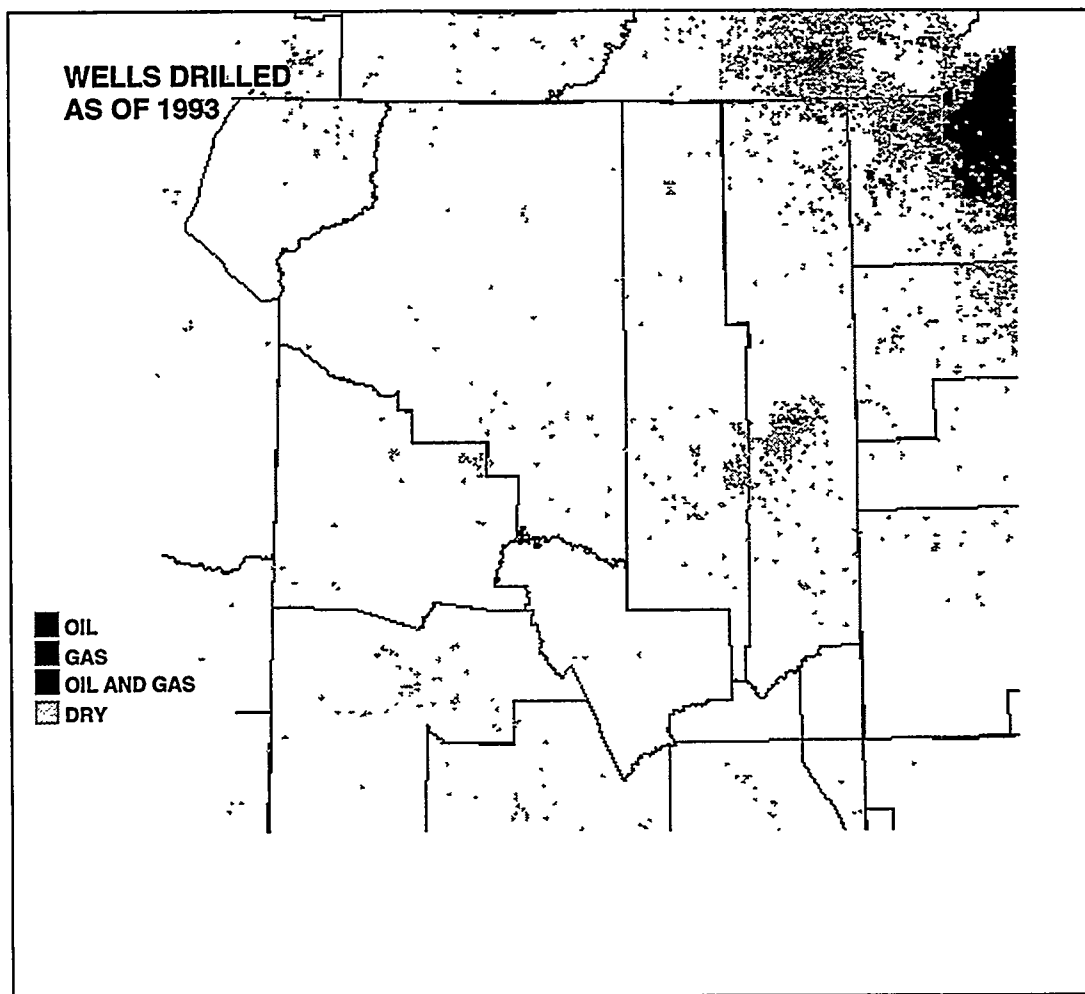 WELLS DRILLED
AS OF 1993
OIL
GAS
OIL AND GAS
DRY